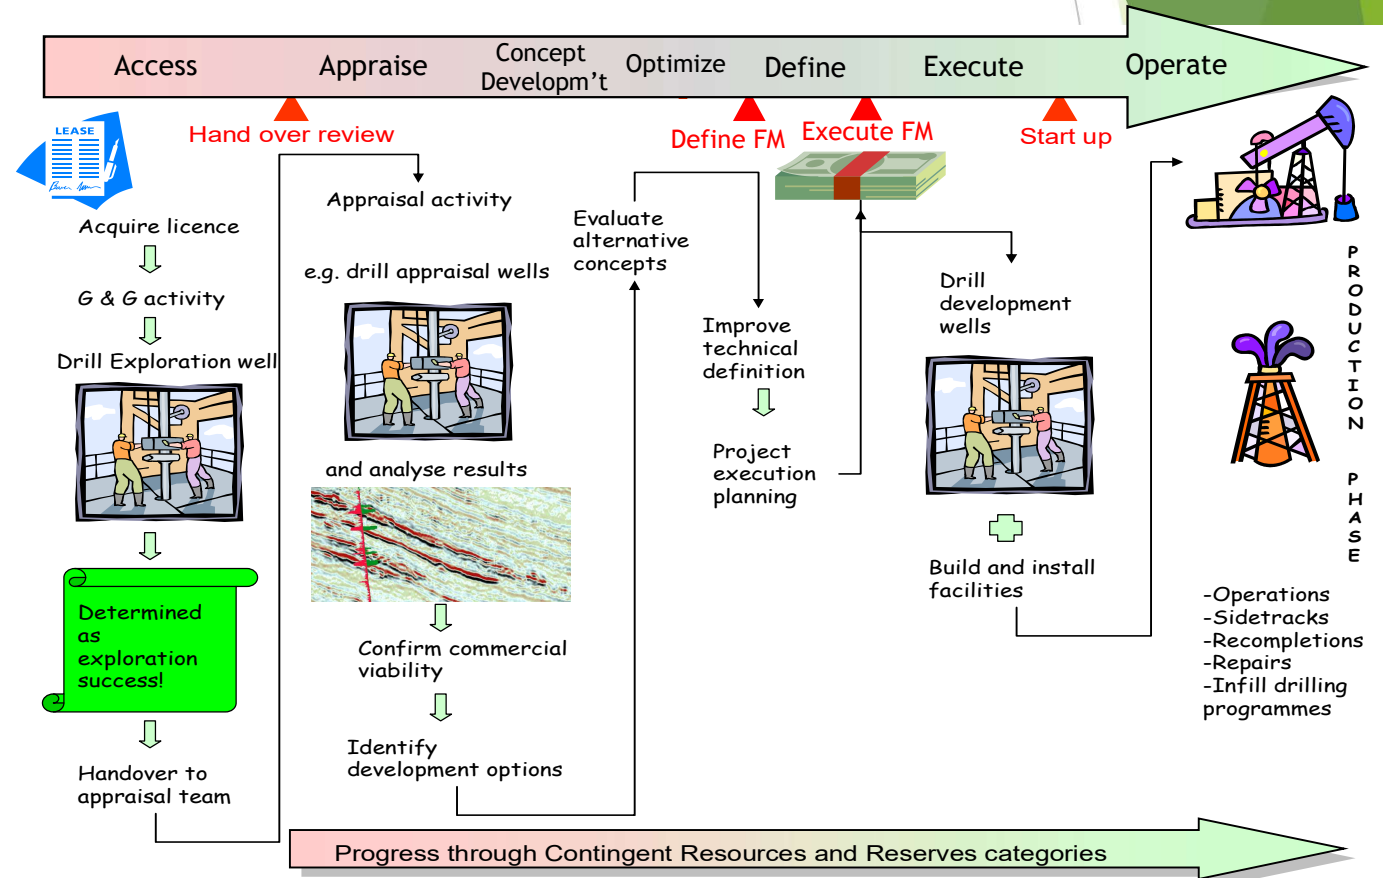 Access
Appraise
Concept
Developm't
Optimize
Define
Execute
Operate
Hand over review
Define FM
Execute FM
Start up
LEASE
Acquire licence
G & G activity
Drill Exploration well
Determined
as
exploration
success!
Handover to
appraisal team
Appraisal activity
e.g. drill appraisal wells
and analyse results
Confirm commercial
viability
Identify
development options
Evaluate
alternative
concepts
Improve
technical
definition
Project
execution
planning
Drill
development
wells
Build and install
facilities
PRODUCTION PHASE
-Operations
-Sidetracks
-Recompletions
-Repairs
-Infill drilling
programmes
Progress through Contingent Resources and Reserves categories